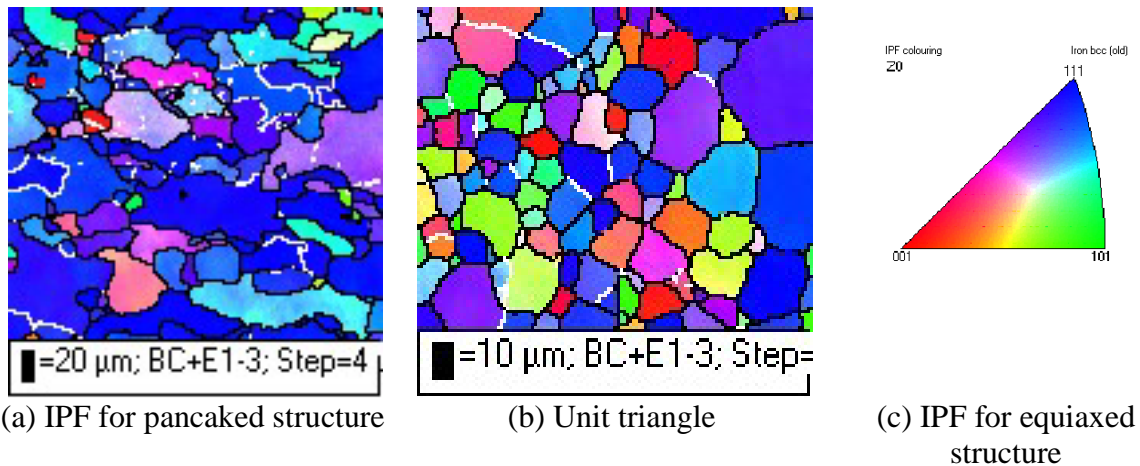 IPF colouring
20
Iron bcc (old)
111
001
101
=20 µm; BC+E1-3; Step=4
=10 µm; BC+E1-3; Step=
(a) IPF for pancaked structure
(b) Unit triangle
(c) IPF for equiaxed
structure